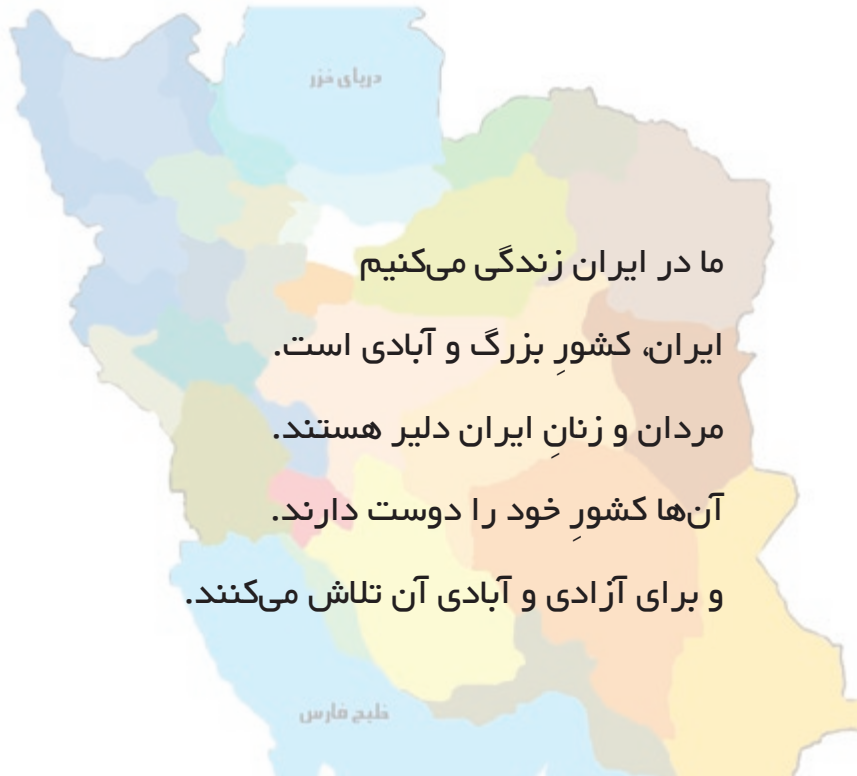 دریای خزر
ما در ایران زندگی می‌کنیم
ایران، کشورِ بزرگ و آبادی است.
مردان و زنانِ ایران دلیر هستند.
آن‌ها کشورِ خود را دوست دارند.
و برای آزادی و آبادی آن تلاش می‌کنند.
خلیج فارس